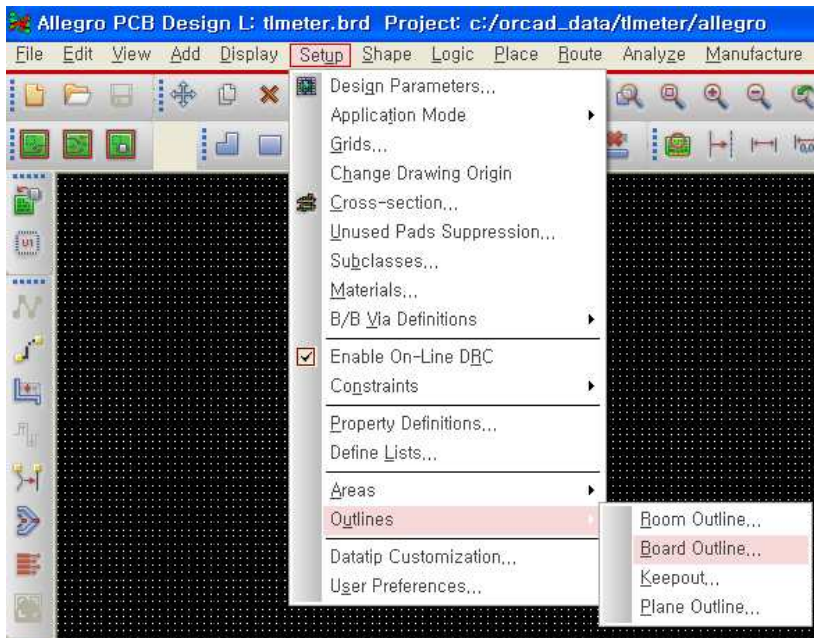 Allegro PCB Design L: tlmeter.brd Project: c:/orcad_data/tlmeter/allegro
File Edit View Add Display Setup Shape Logic Place Route Analyze Manufacture
Design Parameters...
Application Mode
Grids...
Change Drawing Origin
Cross-section...
Unused Pads Suppression...
Subclasses...
Materials...
B/B Via Definitions
Enable On-Line DRC
Constraints
Property Definitions...
Define Lists...
Areas
Outlines
Datatip Customization...
User Preferences...
Room Outline...
Board Outline...
Keepout...
Plane Outline...
U1